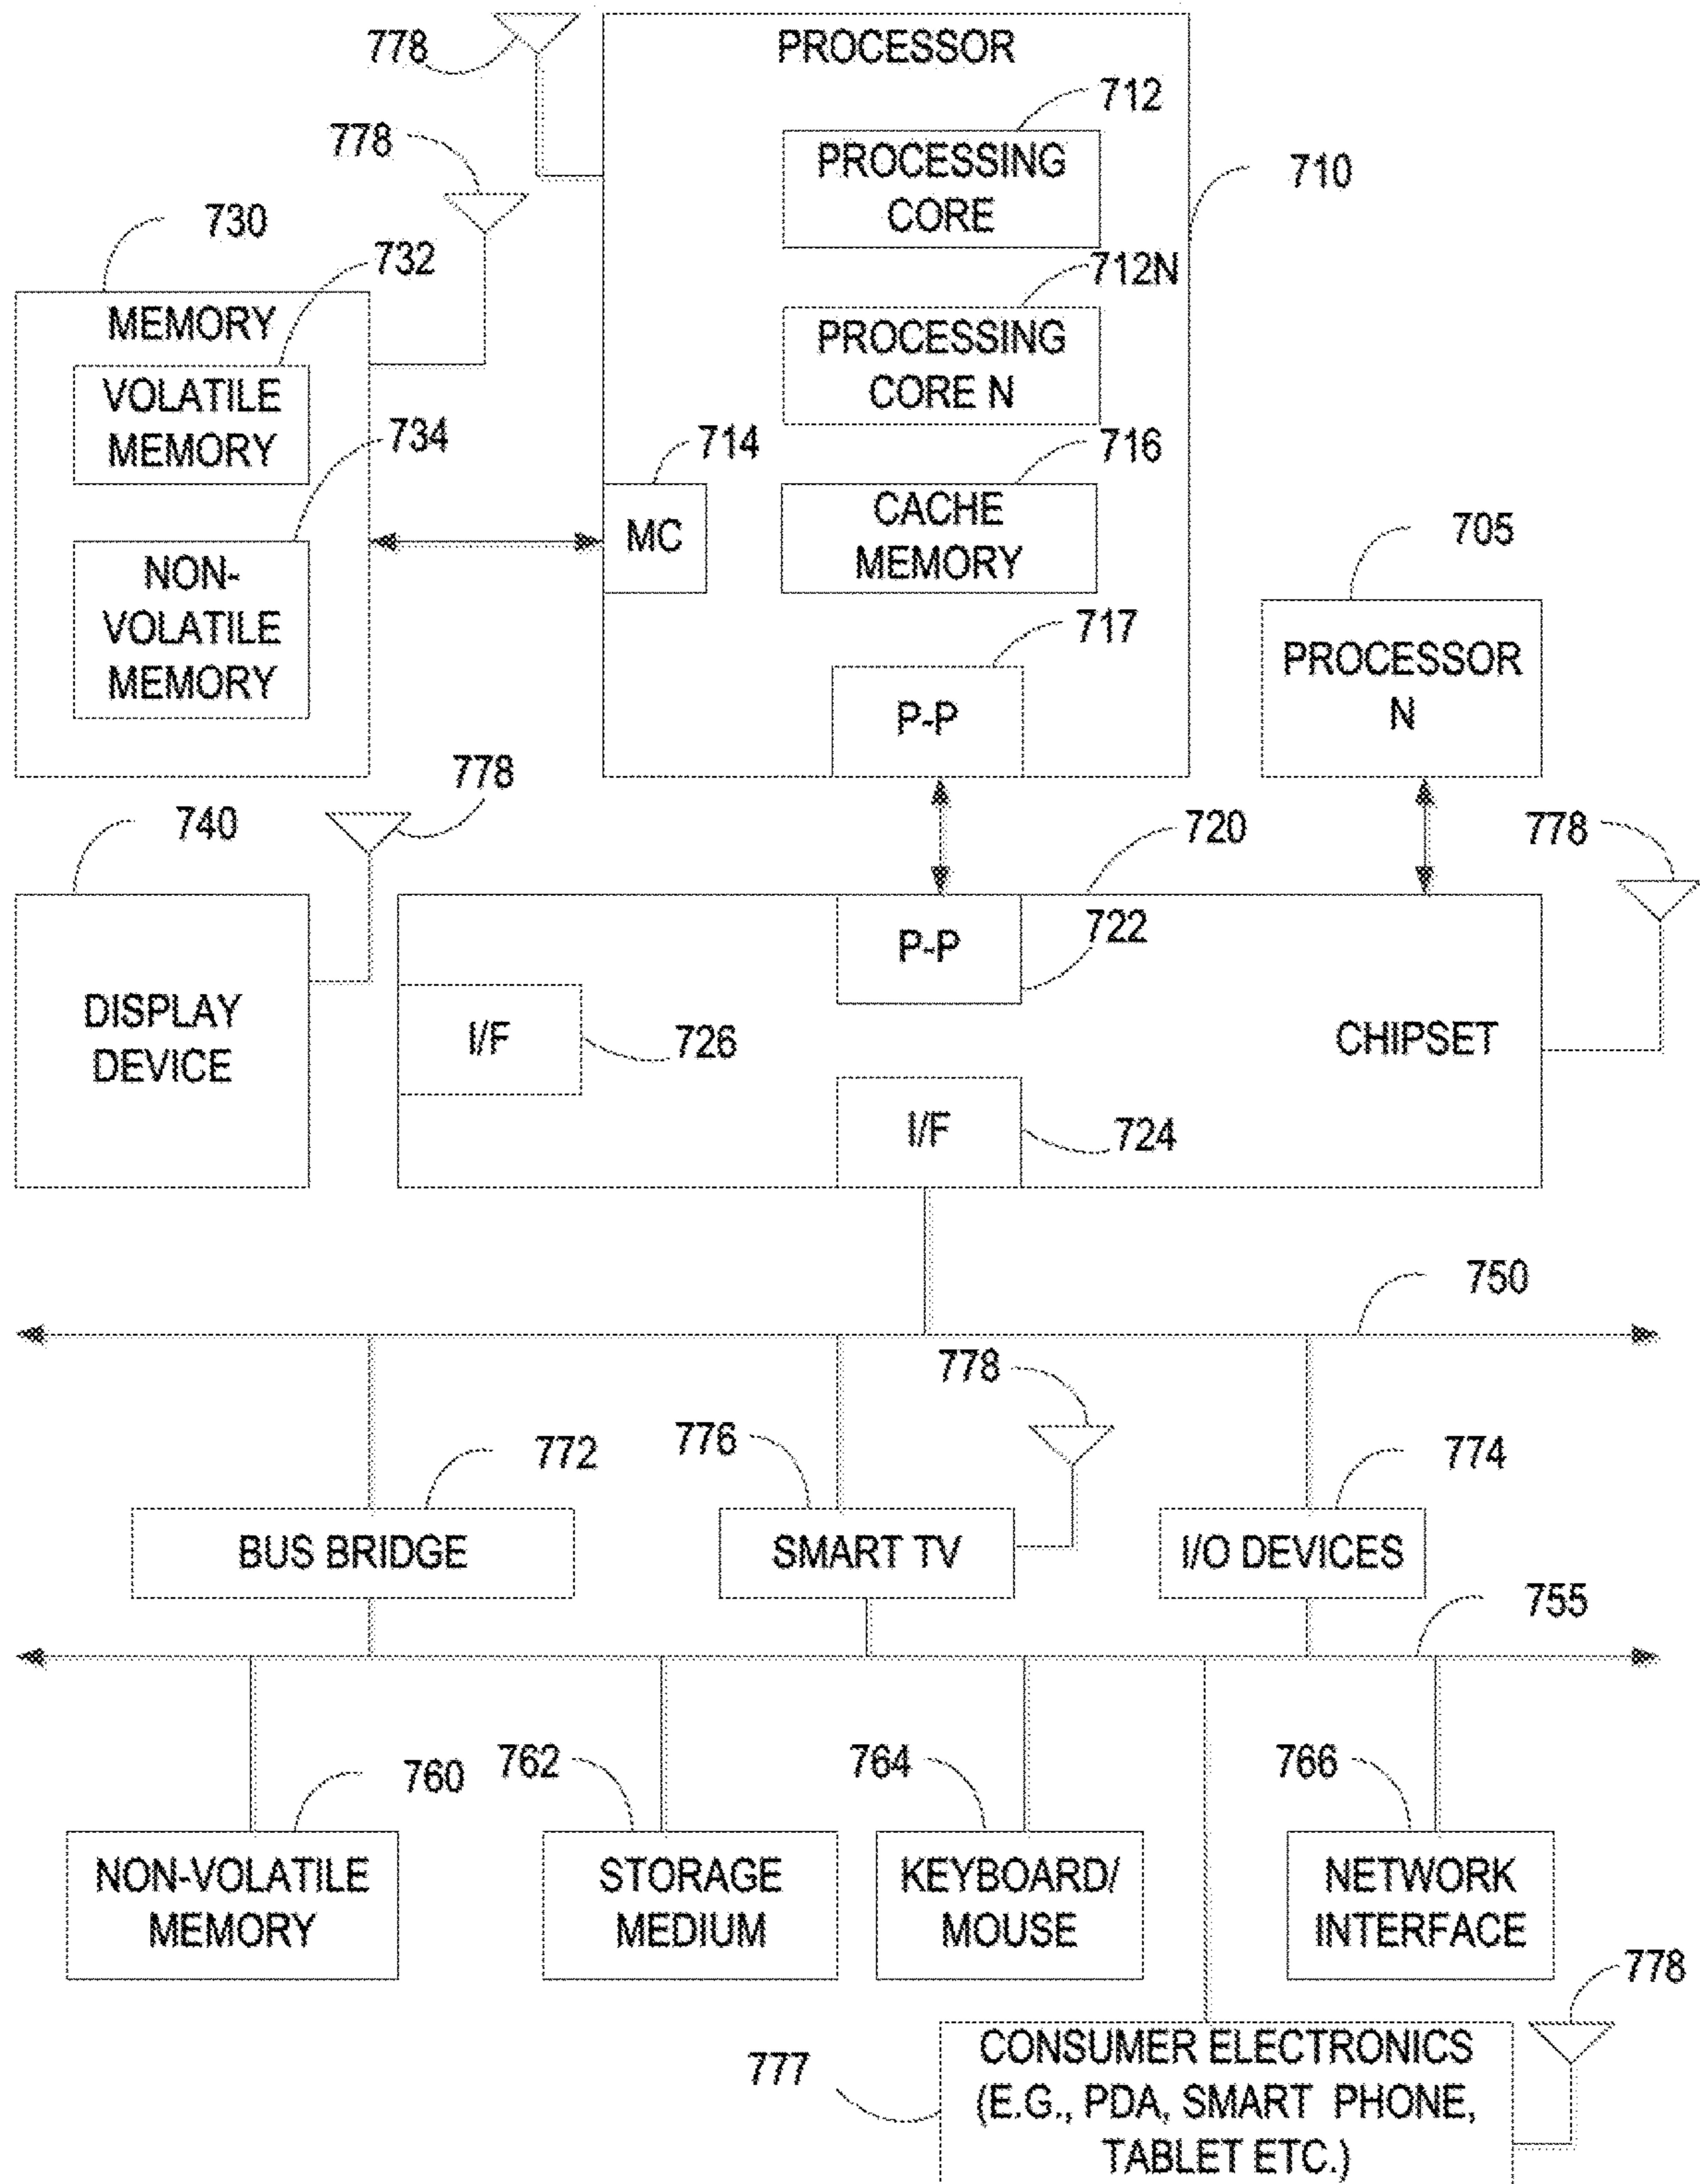 778
PROCESSOR
712
PROCESSING
CORE
710
778
730
732
712N
MEMORY
VOLATILE
MEMORY
PROCESSING
CORE N
734
714
716
MC
CACHE
MEMORY
705
NON-
VOLATILE
MEMORY
717
PROCESSOR
N
P-P
778
740
720
778
722
P-P
DISPLAY
DEVICE
I/F
726
CHIPSET
I/F
724
750
778
772
776
774
BUS BRIDGE
SMART TV
I/O DEVICES
755
760
762
764
766
NON-VOLATILE
MEMORY
STORAGE
MEDIUM
KEYBOARD/
MOUSE
NETWORK
INTERFACE
778
777
CONSUMER ELECTRONICS
(E.G., PDA, SMART PHONE,
TABLET ETC.)